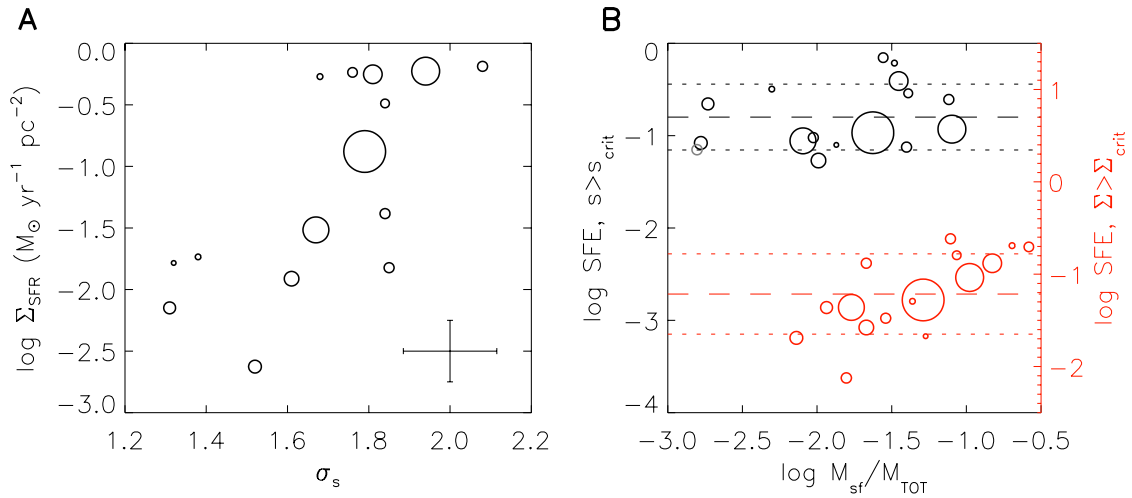 A
0.0
−0.5
−1.0
−1.5
−2.0
−2.5
−3.0
log Σ_SFR (M_⊙ yr^−1 pc^−2)
1.2 1.4 1.6 1.8 2.0 2.2
σ_s
B
0
−1
−2
−3
−4
log SFE, s>s_crit
1
0
−1
−2
log SFE, Σ>Σ_crit
−3.0 −2.5 −2.0 −1.5 −1.0 −0.5
log M_sf/M_TOT